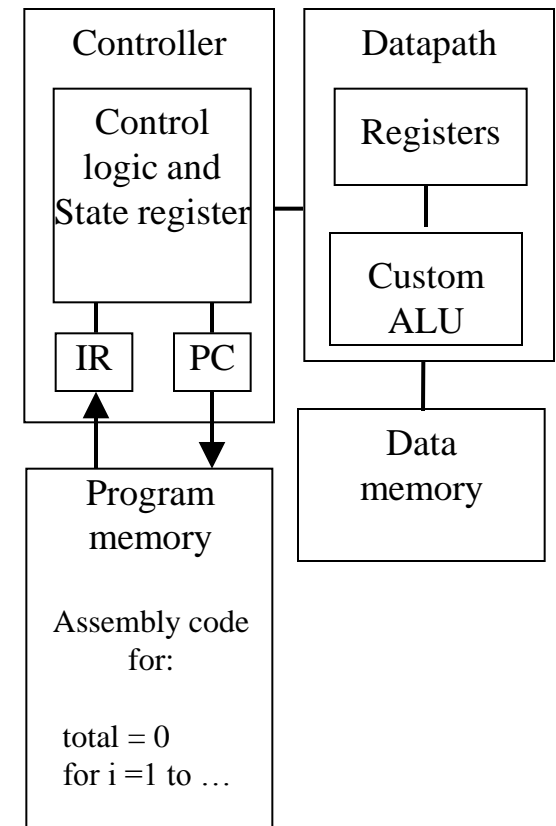 Controller
Control
logic and
State register
IR
PC
Datapath
Registers
Custom
ALU
Data
memory
Program
memory
Assembly code
for:
total = 0
for i =1 to …